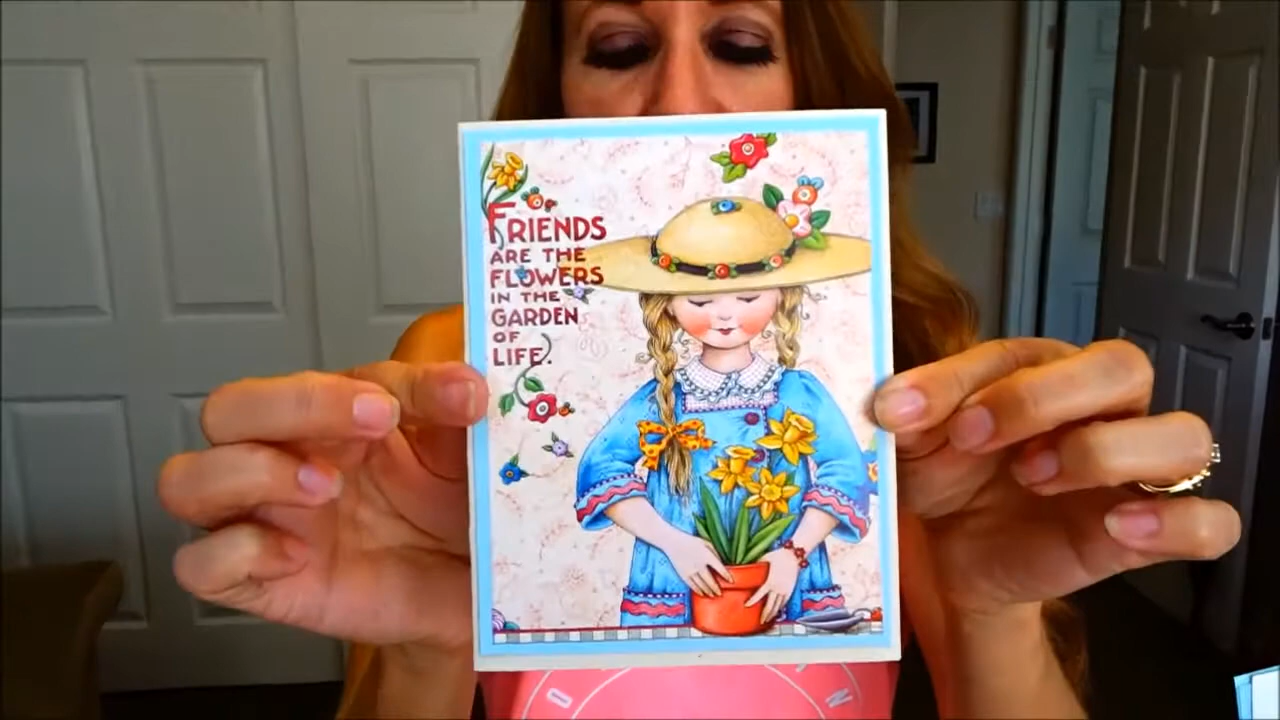 FRIENDS
ARE THE
FLOWERS
IN THE
GARDEN
OF
LIFE.